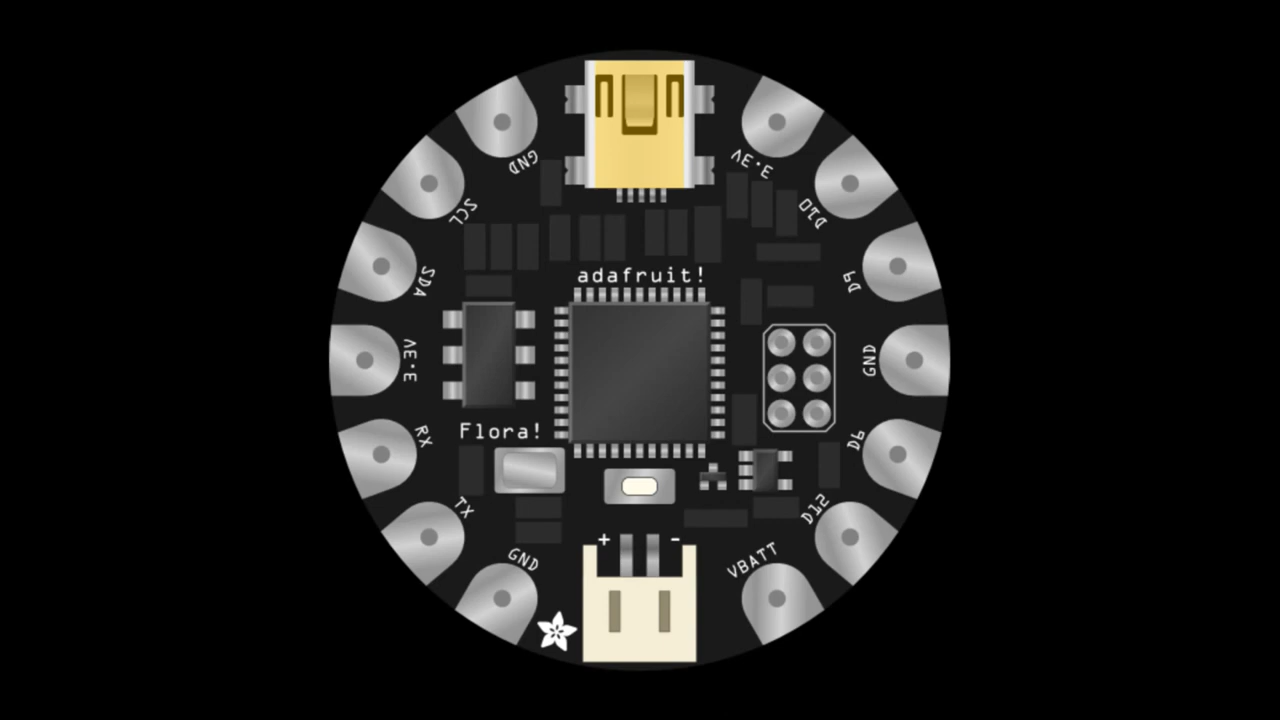 GND
3.3V
SCL
D10
SDA
D9
adafruit!
3.3V
GND
Flora!
RX
D6
TX
D12
+ -
GND
VBATT